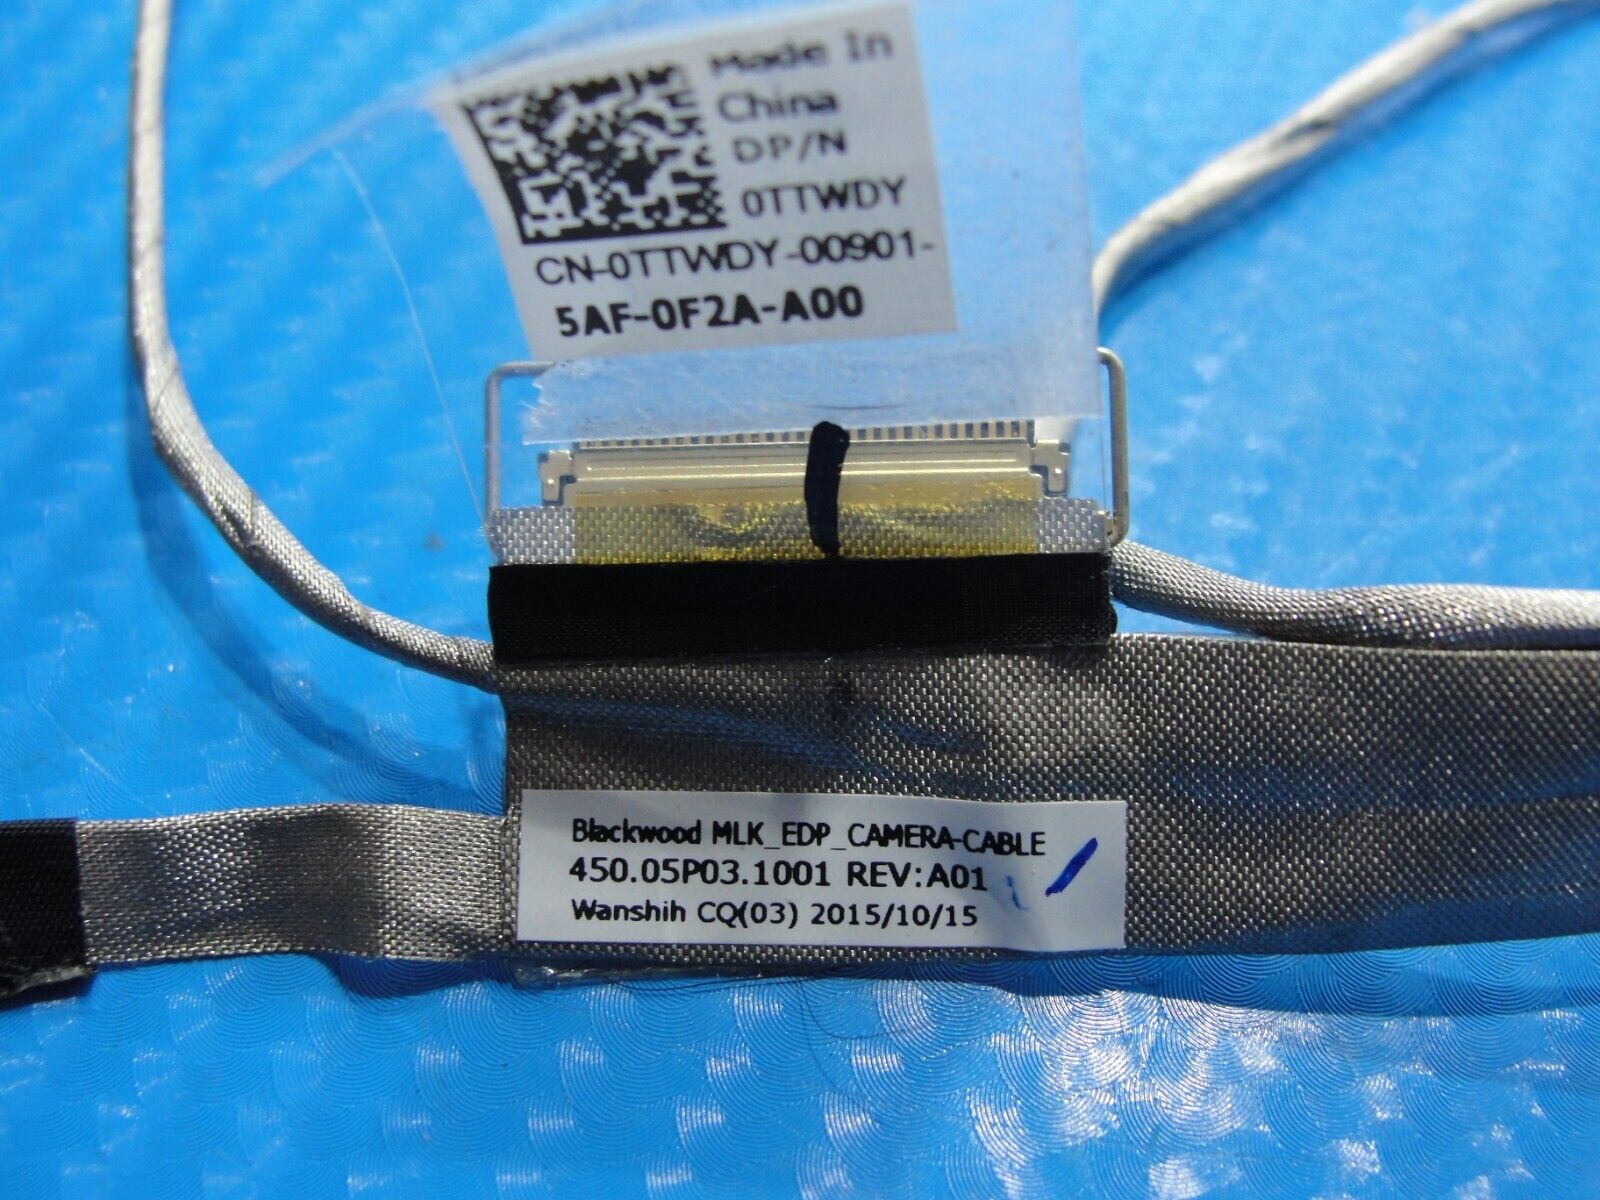 Made In
China
DP/N
0TTWDY
CN-0TTWDY-00901-
5AF-0F2A-A00
Blackwood MLK_EDP_CAMERA-CABLE
450.05P03.1001 REV:A01
Wanshih CQ(03) 2015/10/15